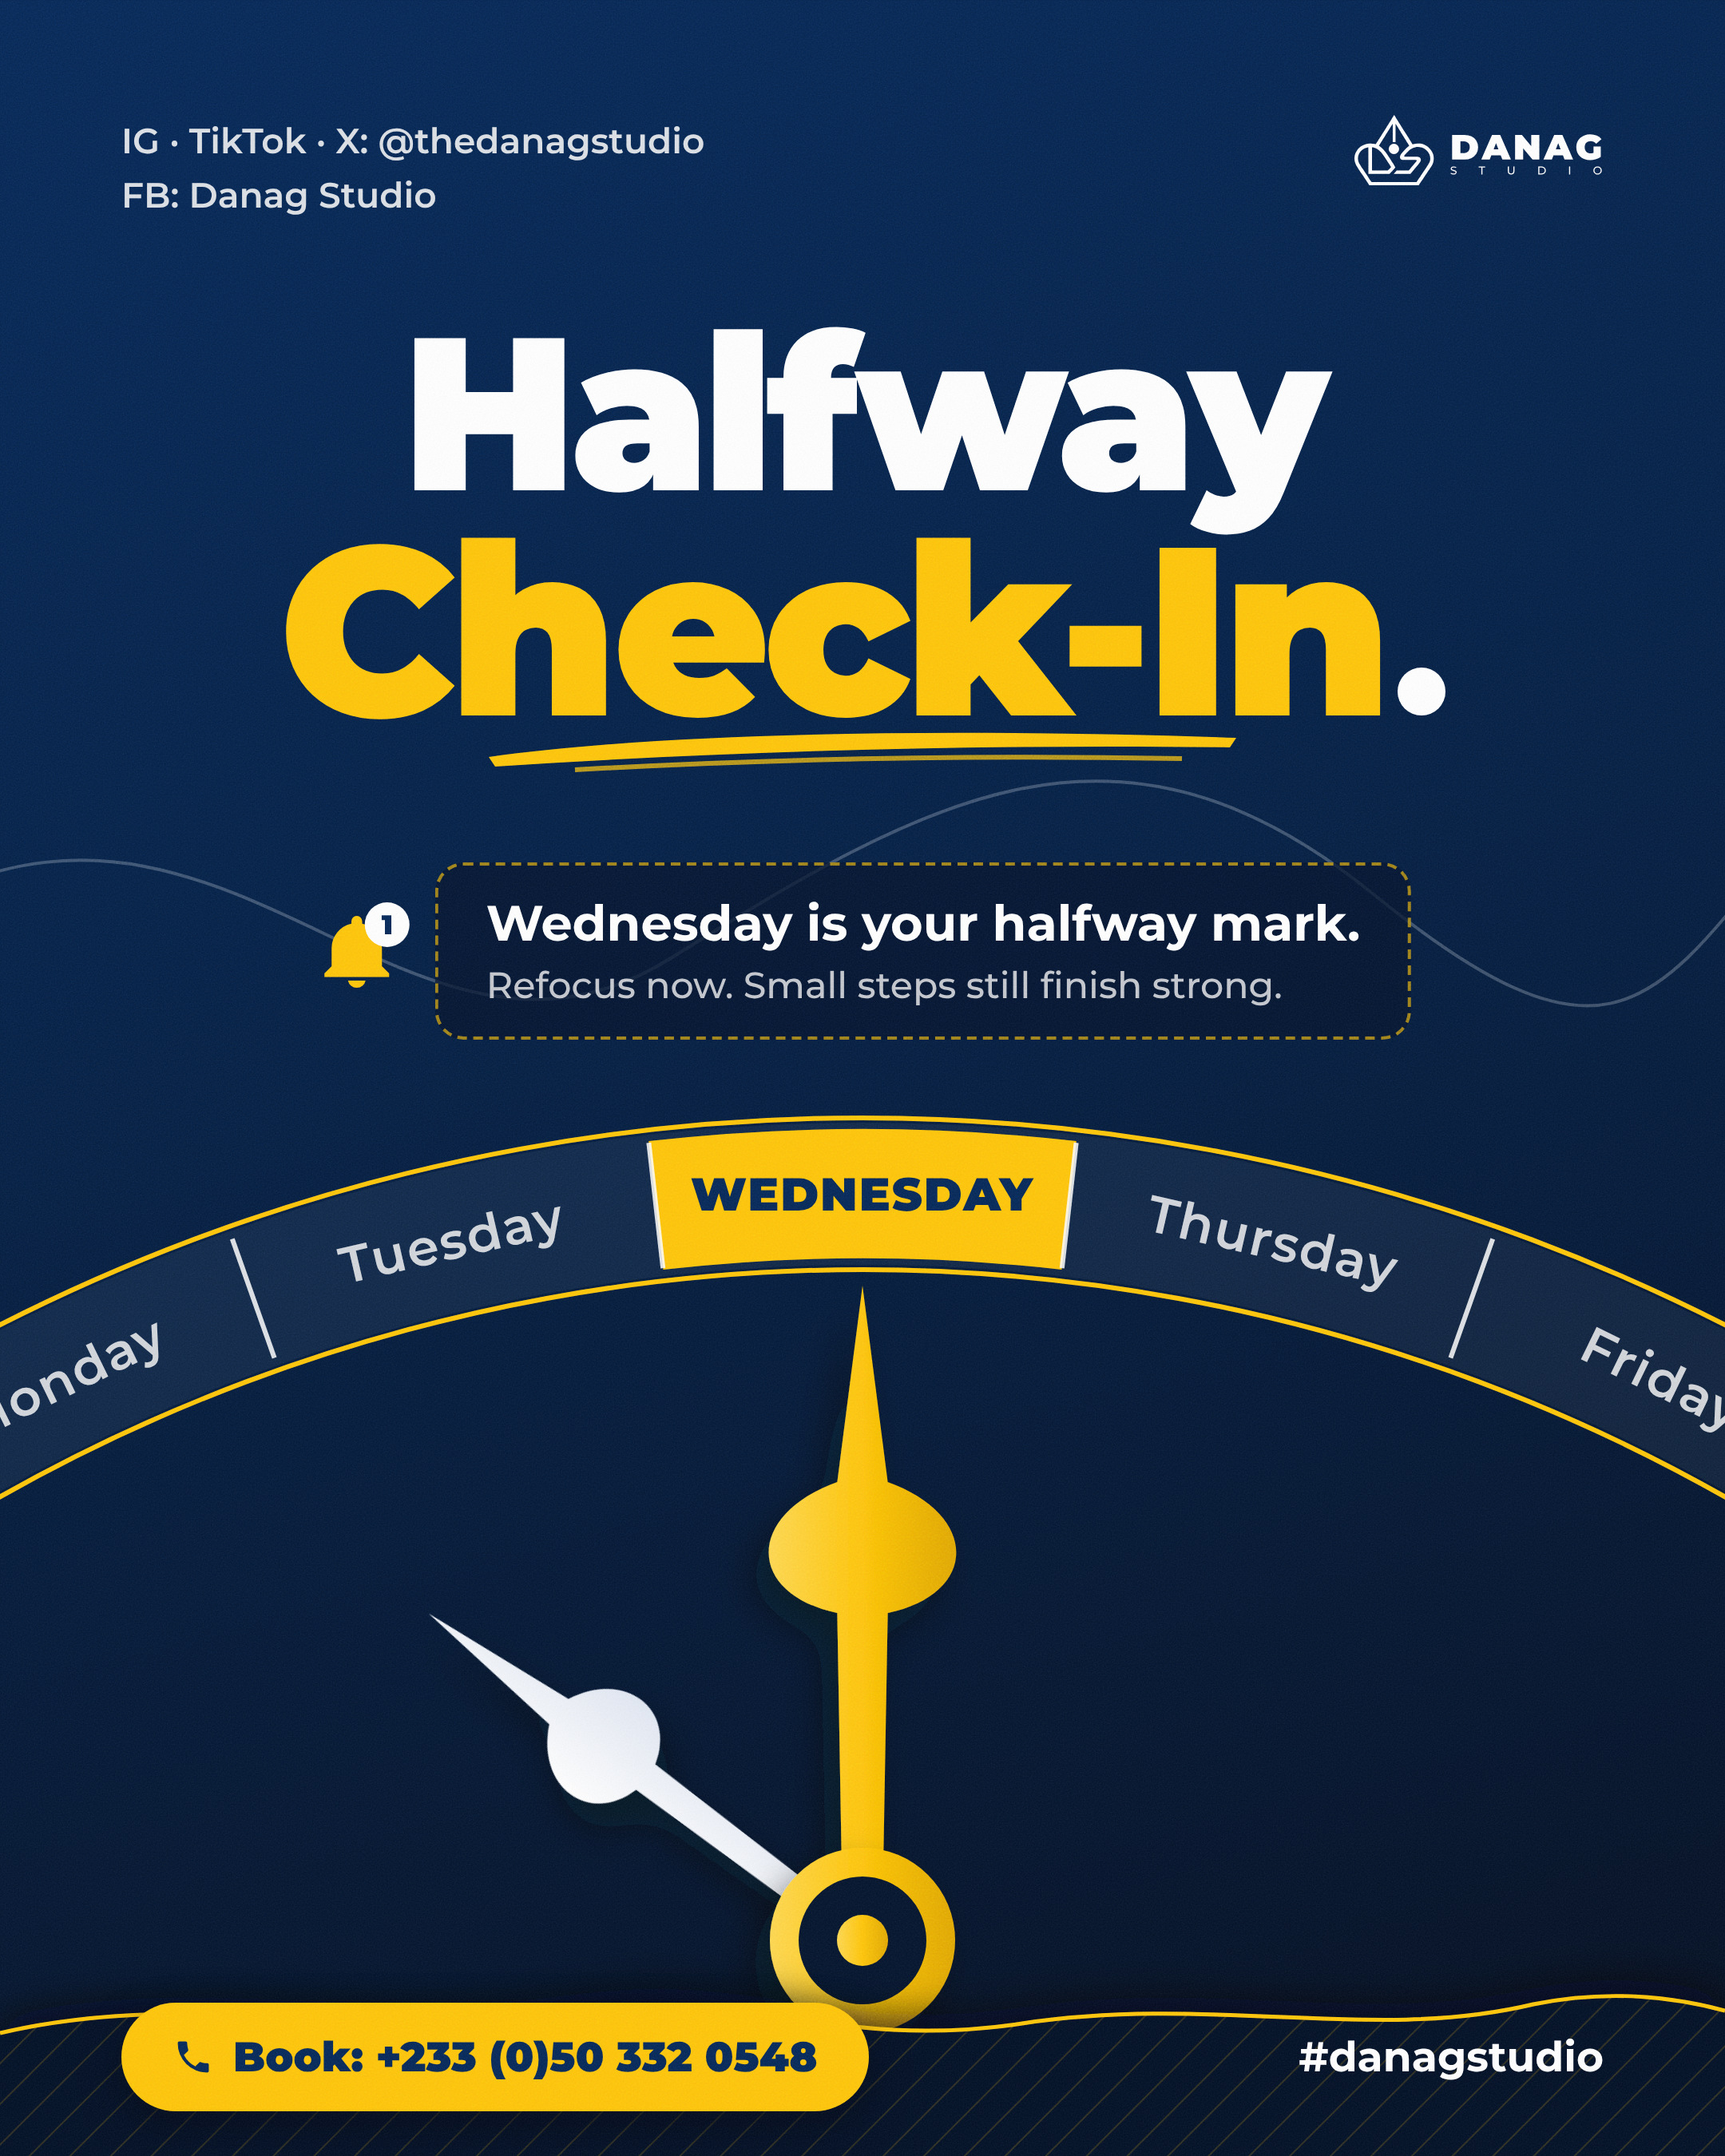 IG · TikTok · X: @thedanagstudio
FB: Danag Studio
DANAG
STUDIO
Halfway
Check-In.
1
Wednesday is your halfway mark.
Refocus now. Small steps still finish strong.
onday
Tuesday
WEDNESDAY
Thursday
Friday
Book: +233 (0)50 332 0548
#danagstudio